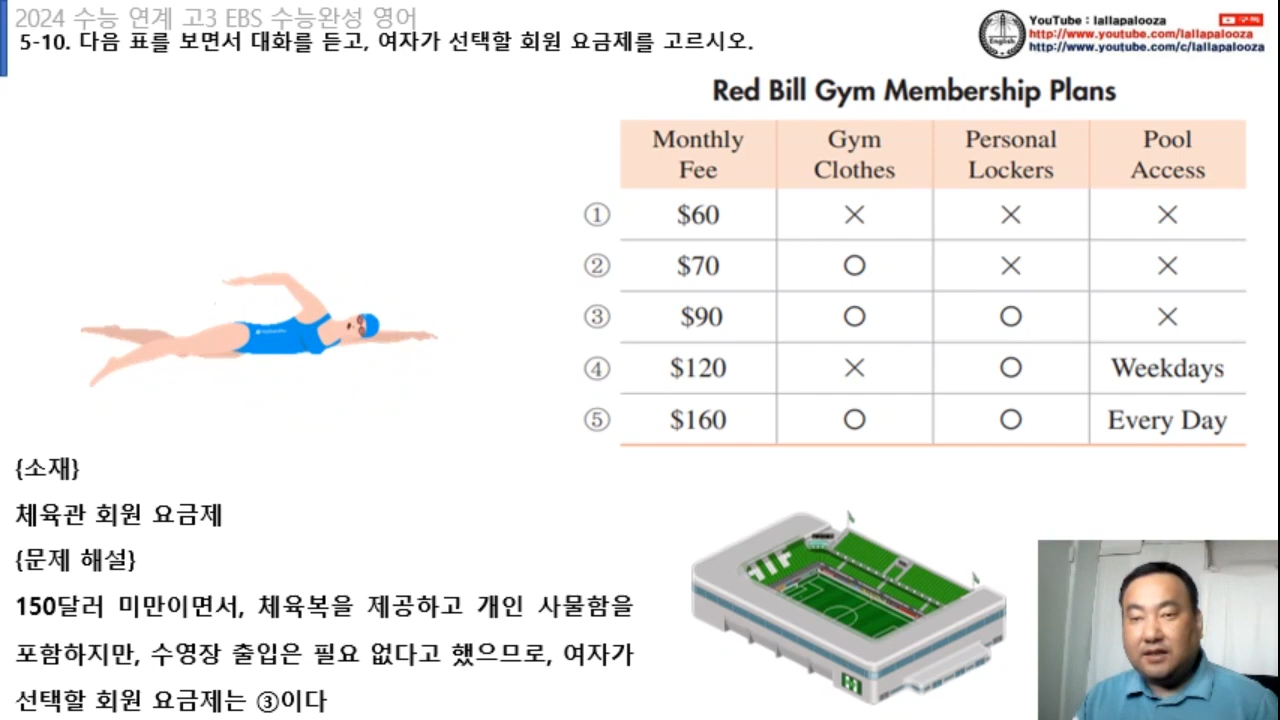 2024 수능 연계 고3 EBS 수능완성 영어
5-10. 다음 표를 보면서 대화를 듣고, 여자가 선택할 회원 요금제를 고르시오.
YouTube : lallapalooza
구독
http://www.youtube.com/lallapalooza
http://www.youtube.com/c/lallapalooza
English
Red Bill Gym Membership Plans
Monthly Fee Gym Clothes Personal Lockers Pool Access
① $60 × × ×
② $70 ○ × ×
③ $90 ○ ○ ×
④ $120 × ○ Weekdays
⑤ $160 ○ ○ Every Day
{소재}
체육관 회원 요금제
{문제 해설}
150달러 미만이면서, 체육복을 제공하고 개인 사물함을
포함하지만, 수영장 출입은 필요 없다고 했으므로, 여자가
선택할 회원 요금제는 ③이다